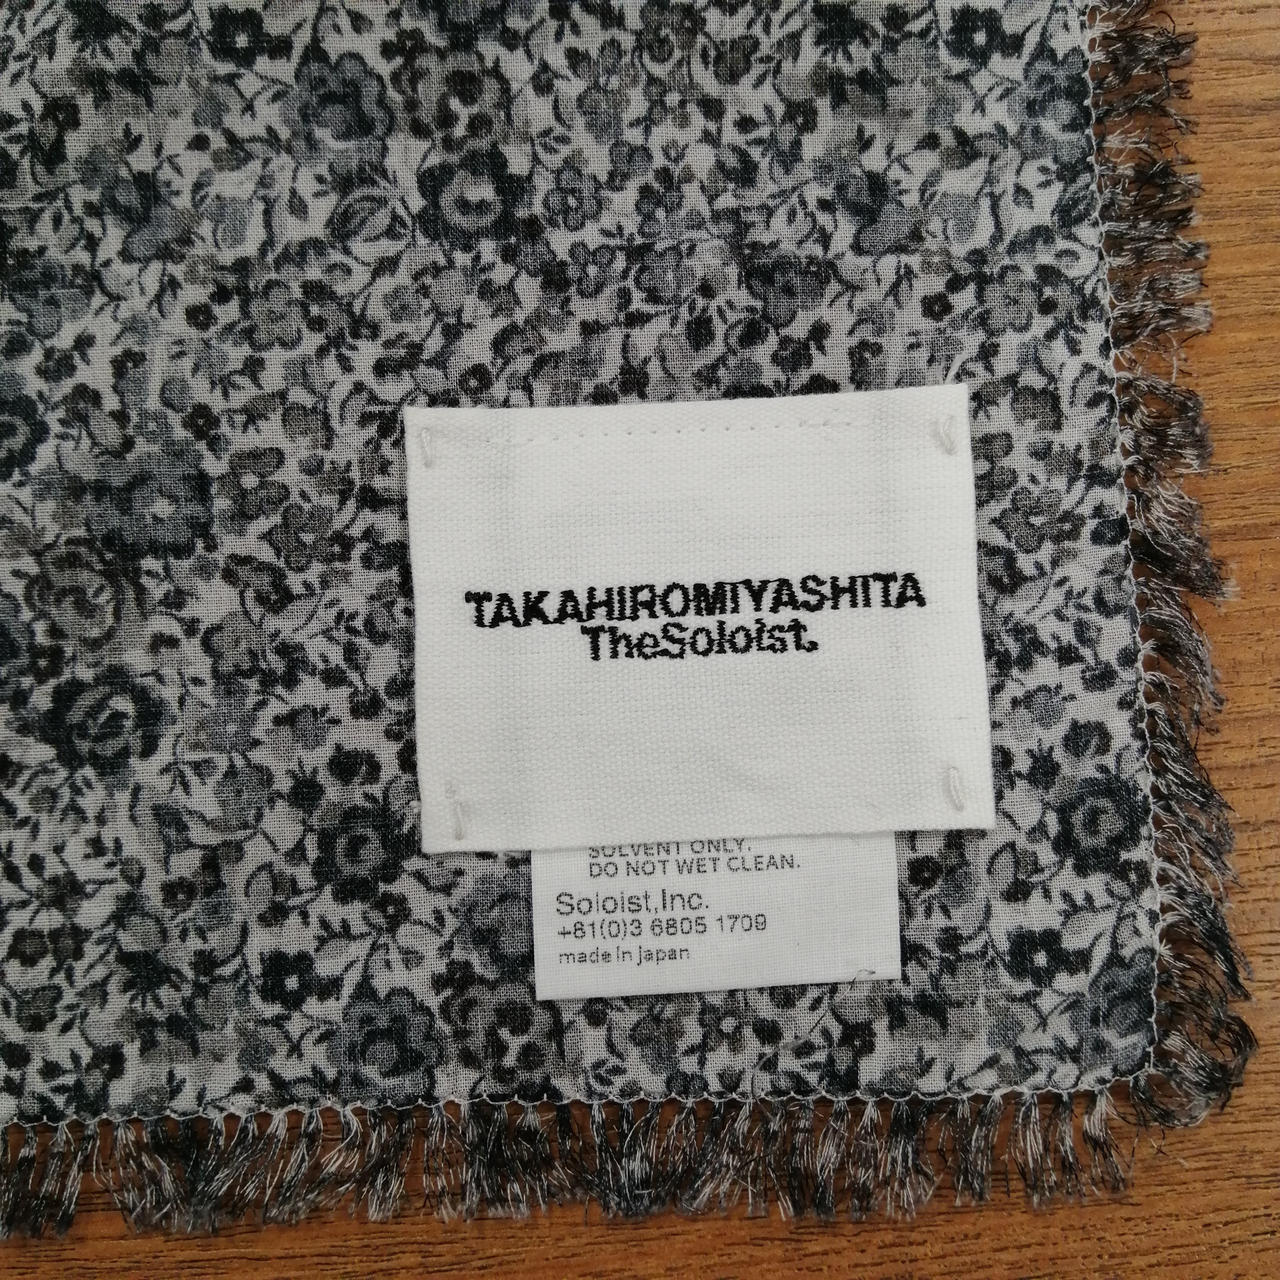 TAKAHIROMIYASHITA
TheSoloist.
SOLVENT ONLY.
DO NOT WET CLEAN.
Soloist,Inc.
+81(0)3 6805 1709
made in japan